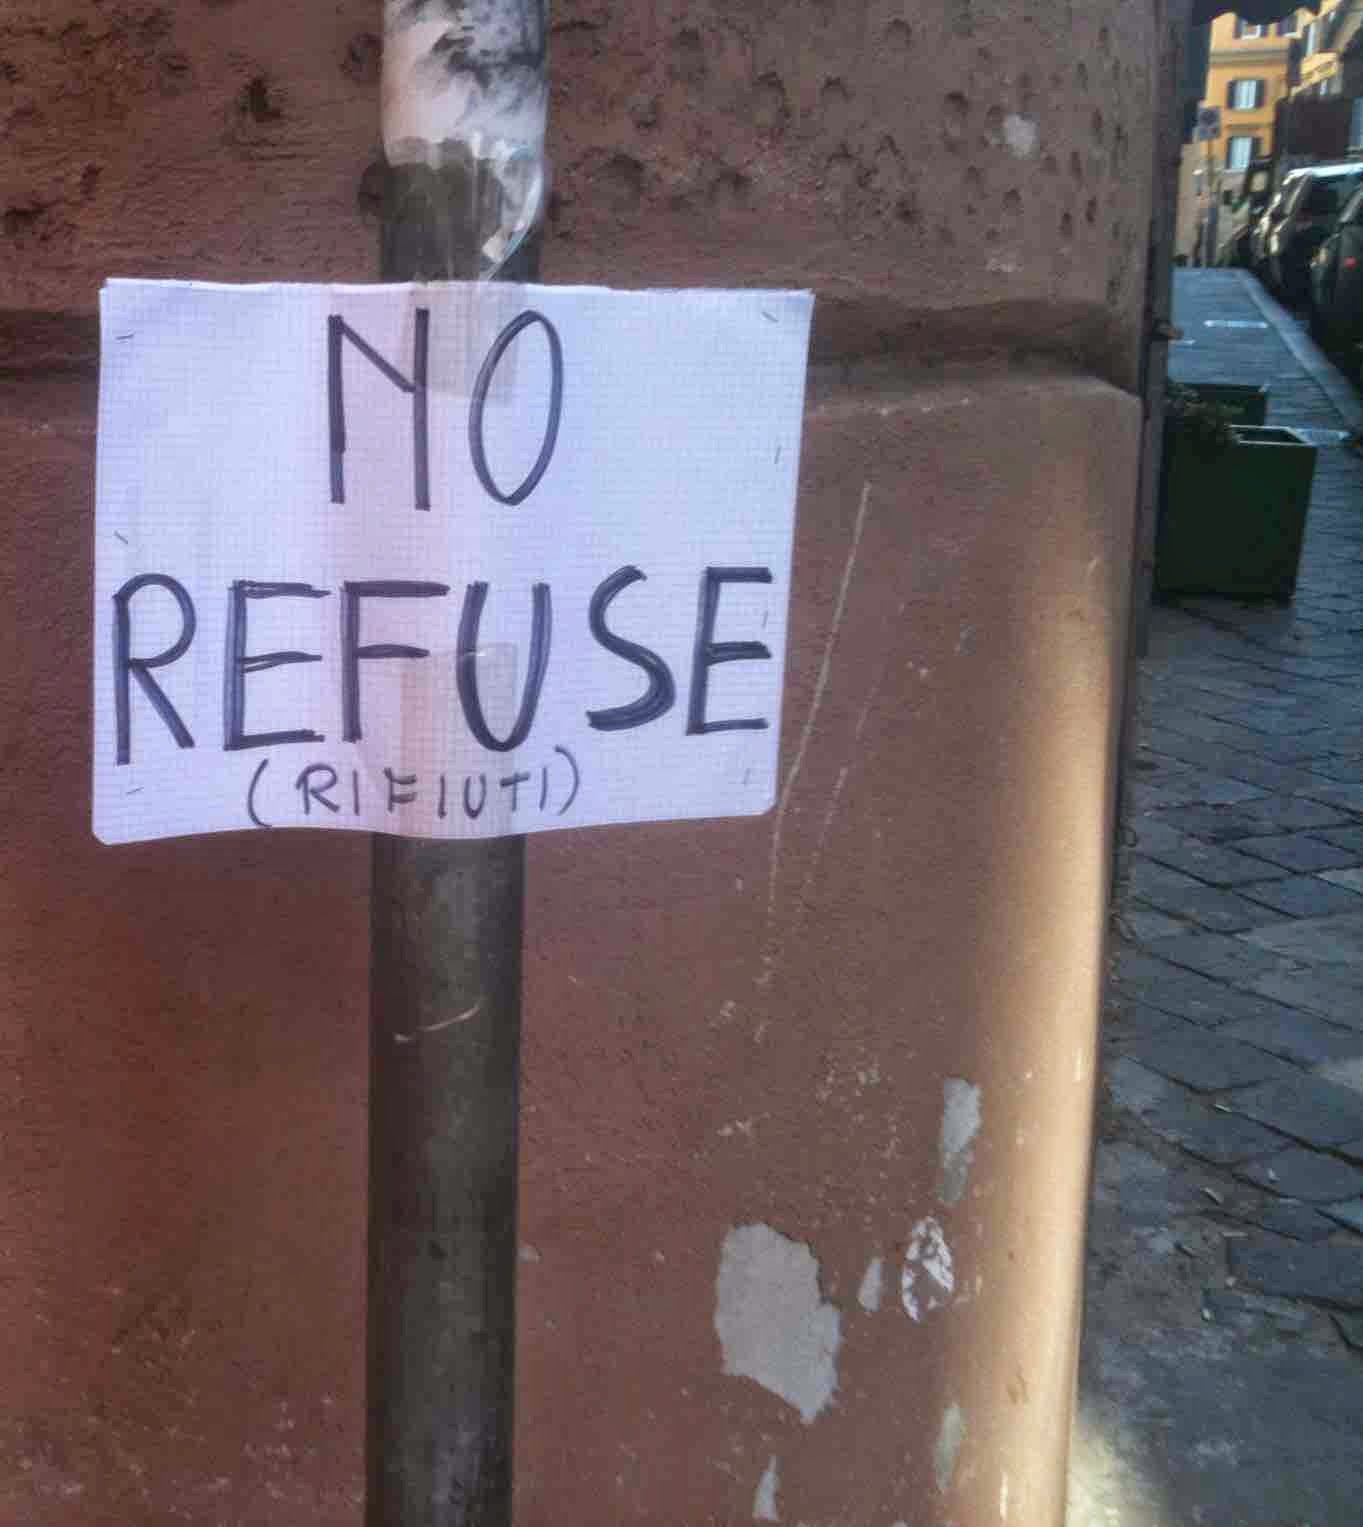 NO
REFUSE
(RIFIUTI)